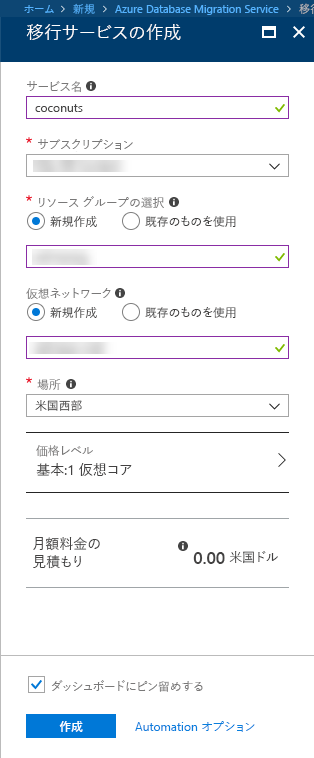 ホーム > 新規 > Azure Database Migration Service > 移行
移行サービスの作成
サービス名
coconuts
* サブスクリプション
* リソース グループの選択
新規作成 既存のものを使用
仮想ネットワーク
新規作成 既存のものを使用
* 場所
米国西部
価格レベル
基本:1 仮想コア
月額料金の
見積もり
0.00 米国ドル
ダッシュボードにピン留めする
作成 Automation オプション